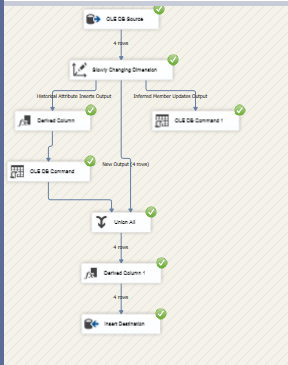 OLE DB Source
4 rows
Slowly Changing Dimension
Historical Attribute Inserts Output
Inferred Member Updates Output
Derived Column
OLE DB Command 1
New Output (4 rows)
OLE DB Command
Union All
4 rows
Derived Column 1
4 rows
Insert Destination